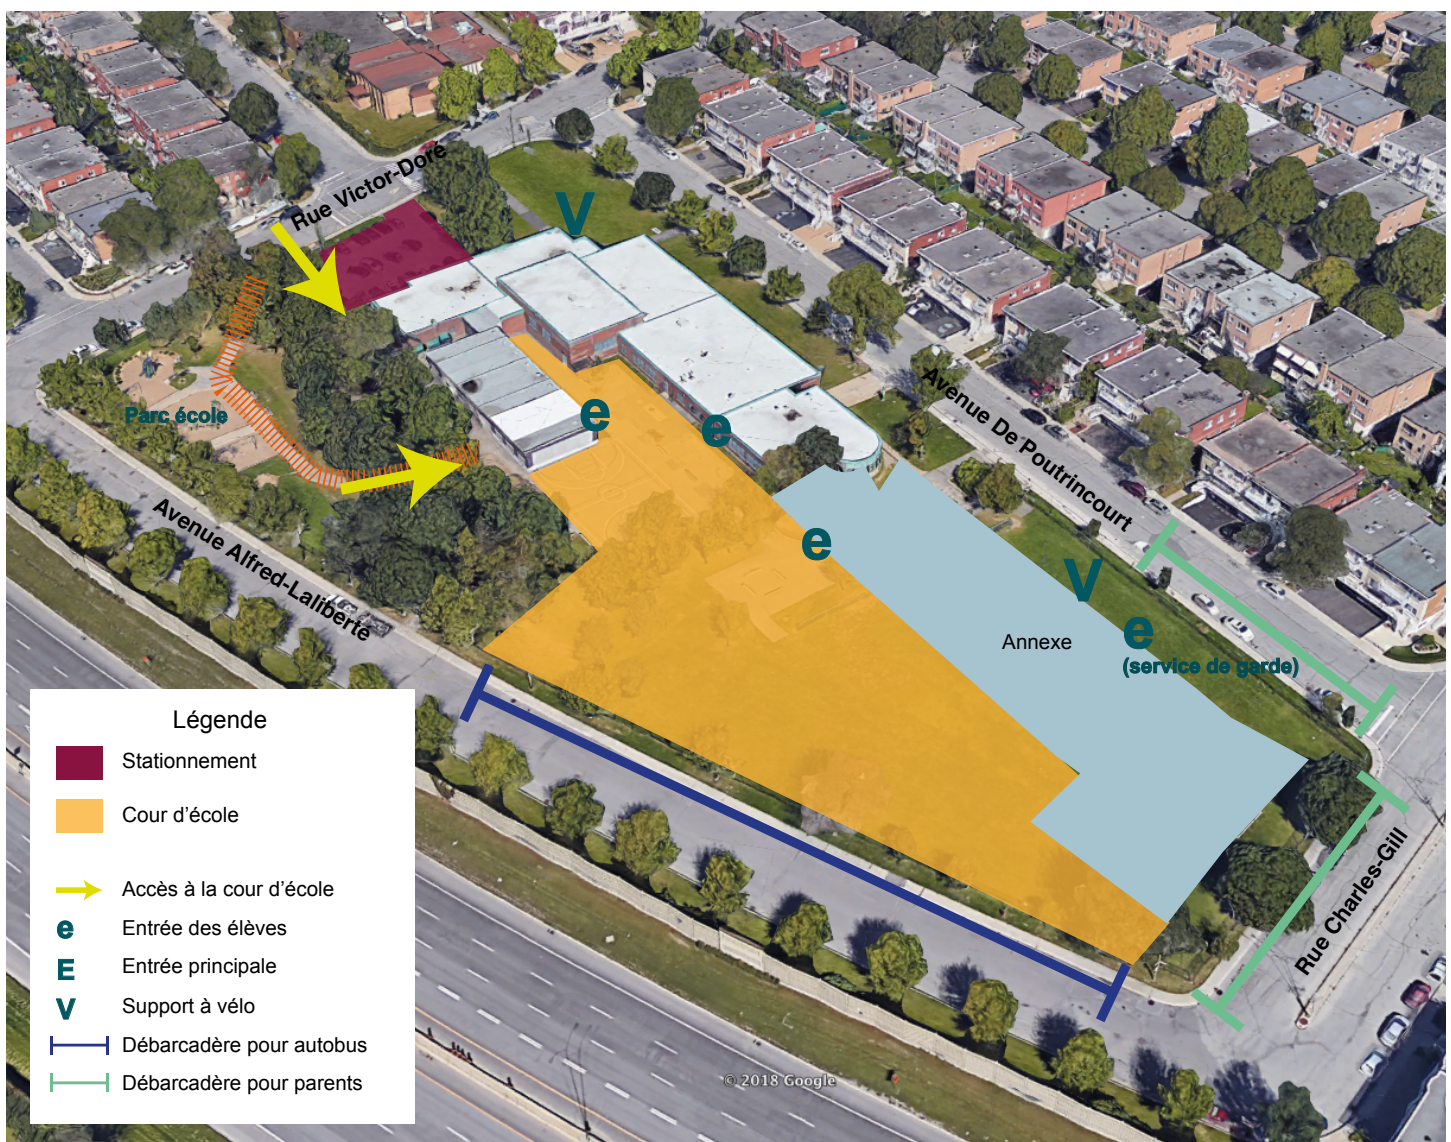 Rue Victor-Doré
V
Parc école
e
e
Avenue De Poutrincourt
Avenue Alfred-Laliberté
e
V
Annexe
e
(service de garde)
Rue Charles-Gill
Légende
Stationnement
Cour d'école
Accès à la cour d'école
e Entrée des élèves
E Entrée principale
V Support à vélo
Débarcadère pour autobus
Débarcadère pour parents
© 2018 Google